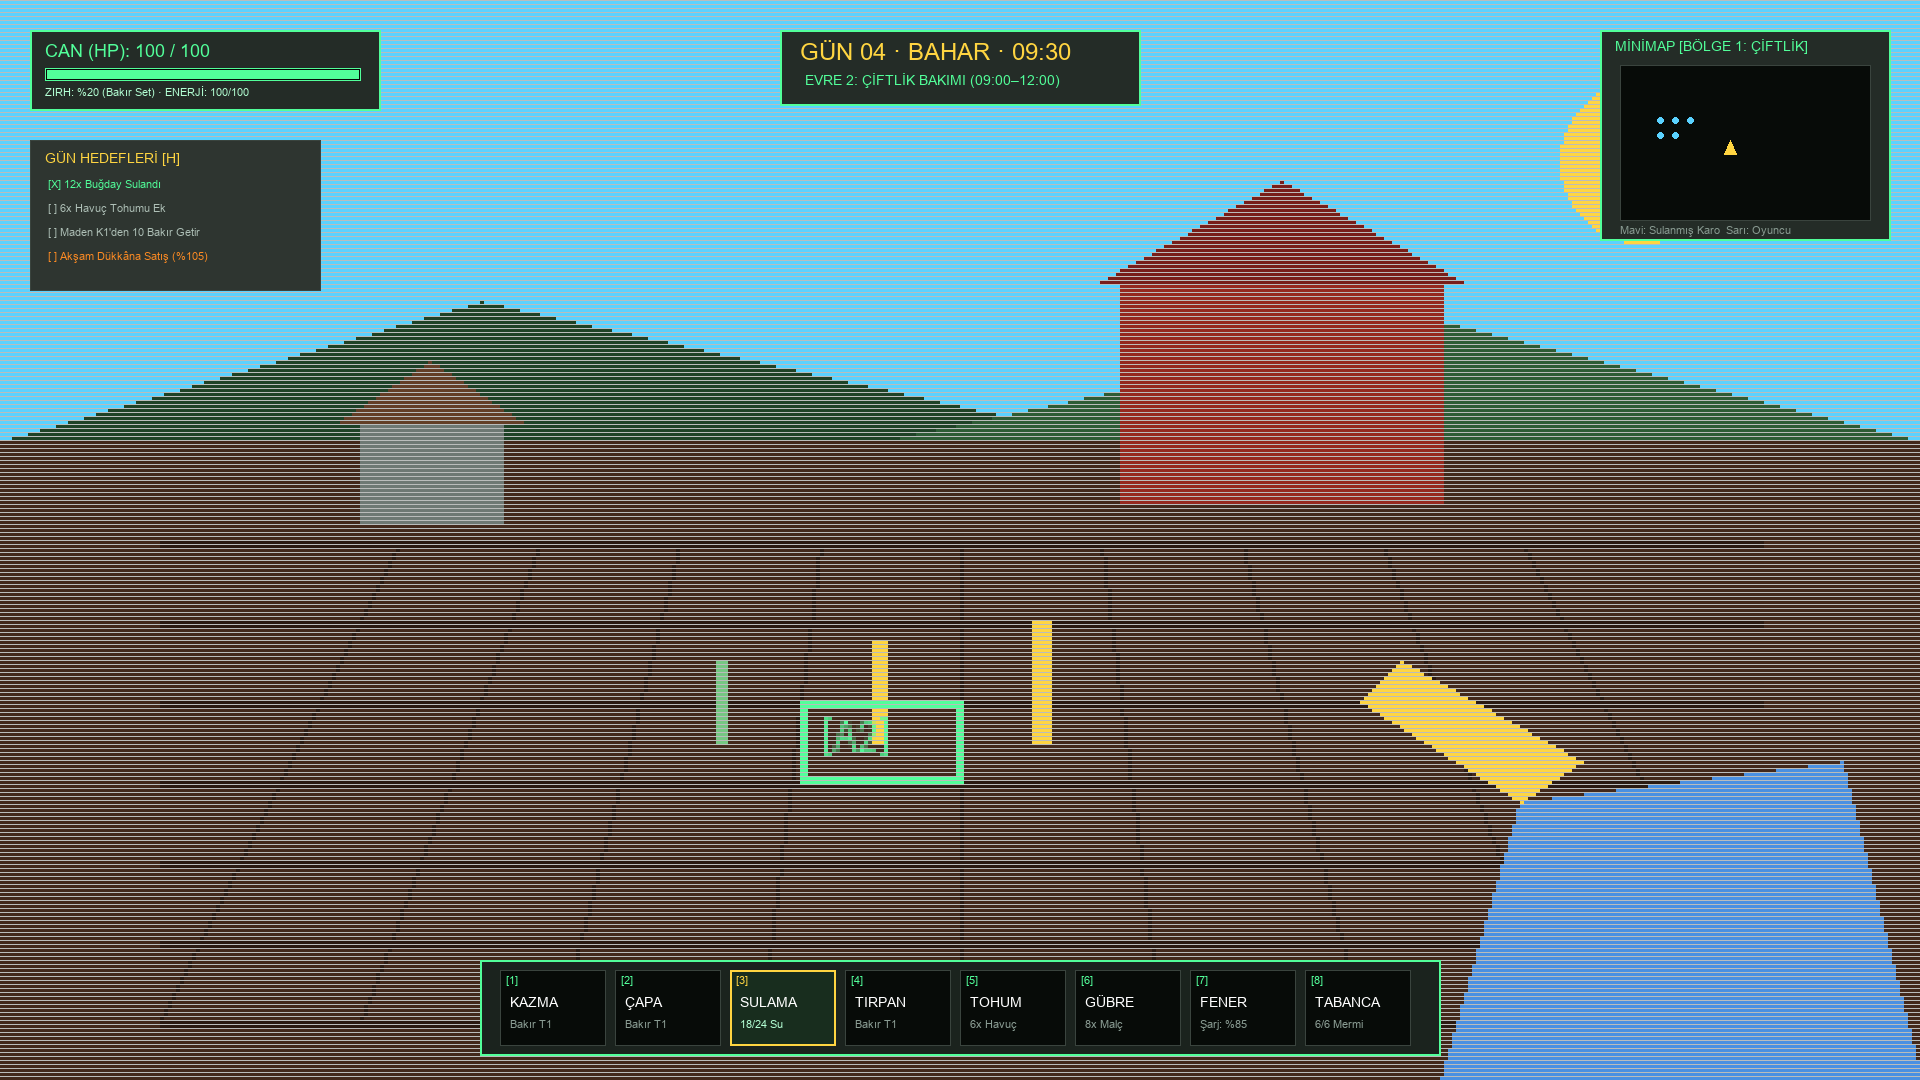 CAN (HP): 100 / 100
ZIRH: %20 (Bakır Set) · ENERJİ: 100/100
GÜN 04 · BAHAR · 09:30
EVRE 2: ÇİFTLİK BAKIMI (09:00–12:00)
MİNİMAP [BÖLGE 1: ÇİFTLİK]
Mavi: Sulanmış Karo  Sarı: Oyuncu
GÜN HEDEFLERİ [H]
[X] 12x Buğday Sulandı
[ ] 6x Havuç Tohumu Ek
[ ] Maden K1'den 10 Bakır Getir
[ ] Akşam Dükkâna Satış (%105)
[A2]
[1]
KAZMA
Bakır T1
[2]
ÇAPA
Bakır T1
[3]
SULAMA
18/24 Su
[4]
TIRPAN
Bakır T1
[5]
TOHUM
6x Havuç
[6]
GÜBRE
8x Malç
[7]
FENER
Şarj: %85
[8]
TABANCA
6/6 Mermi